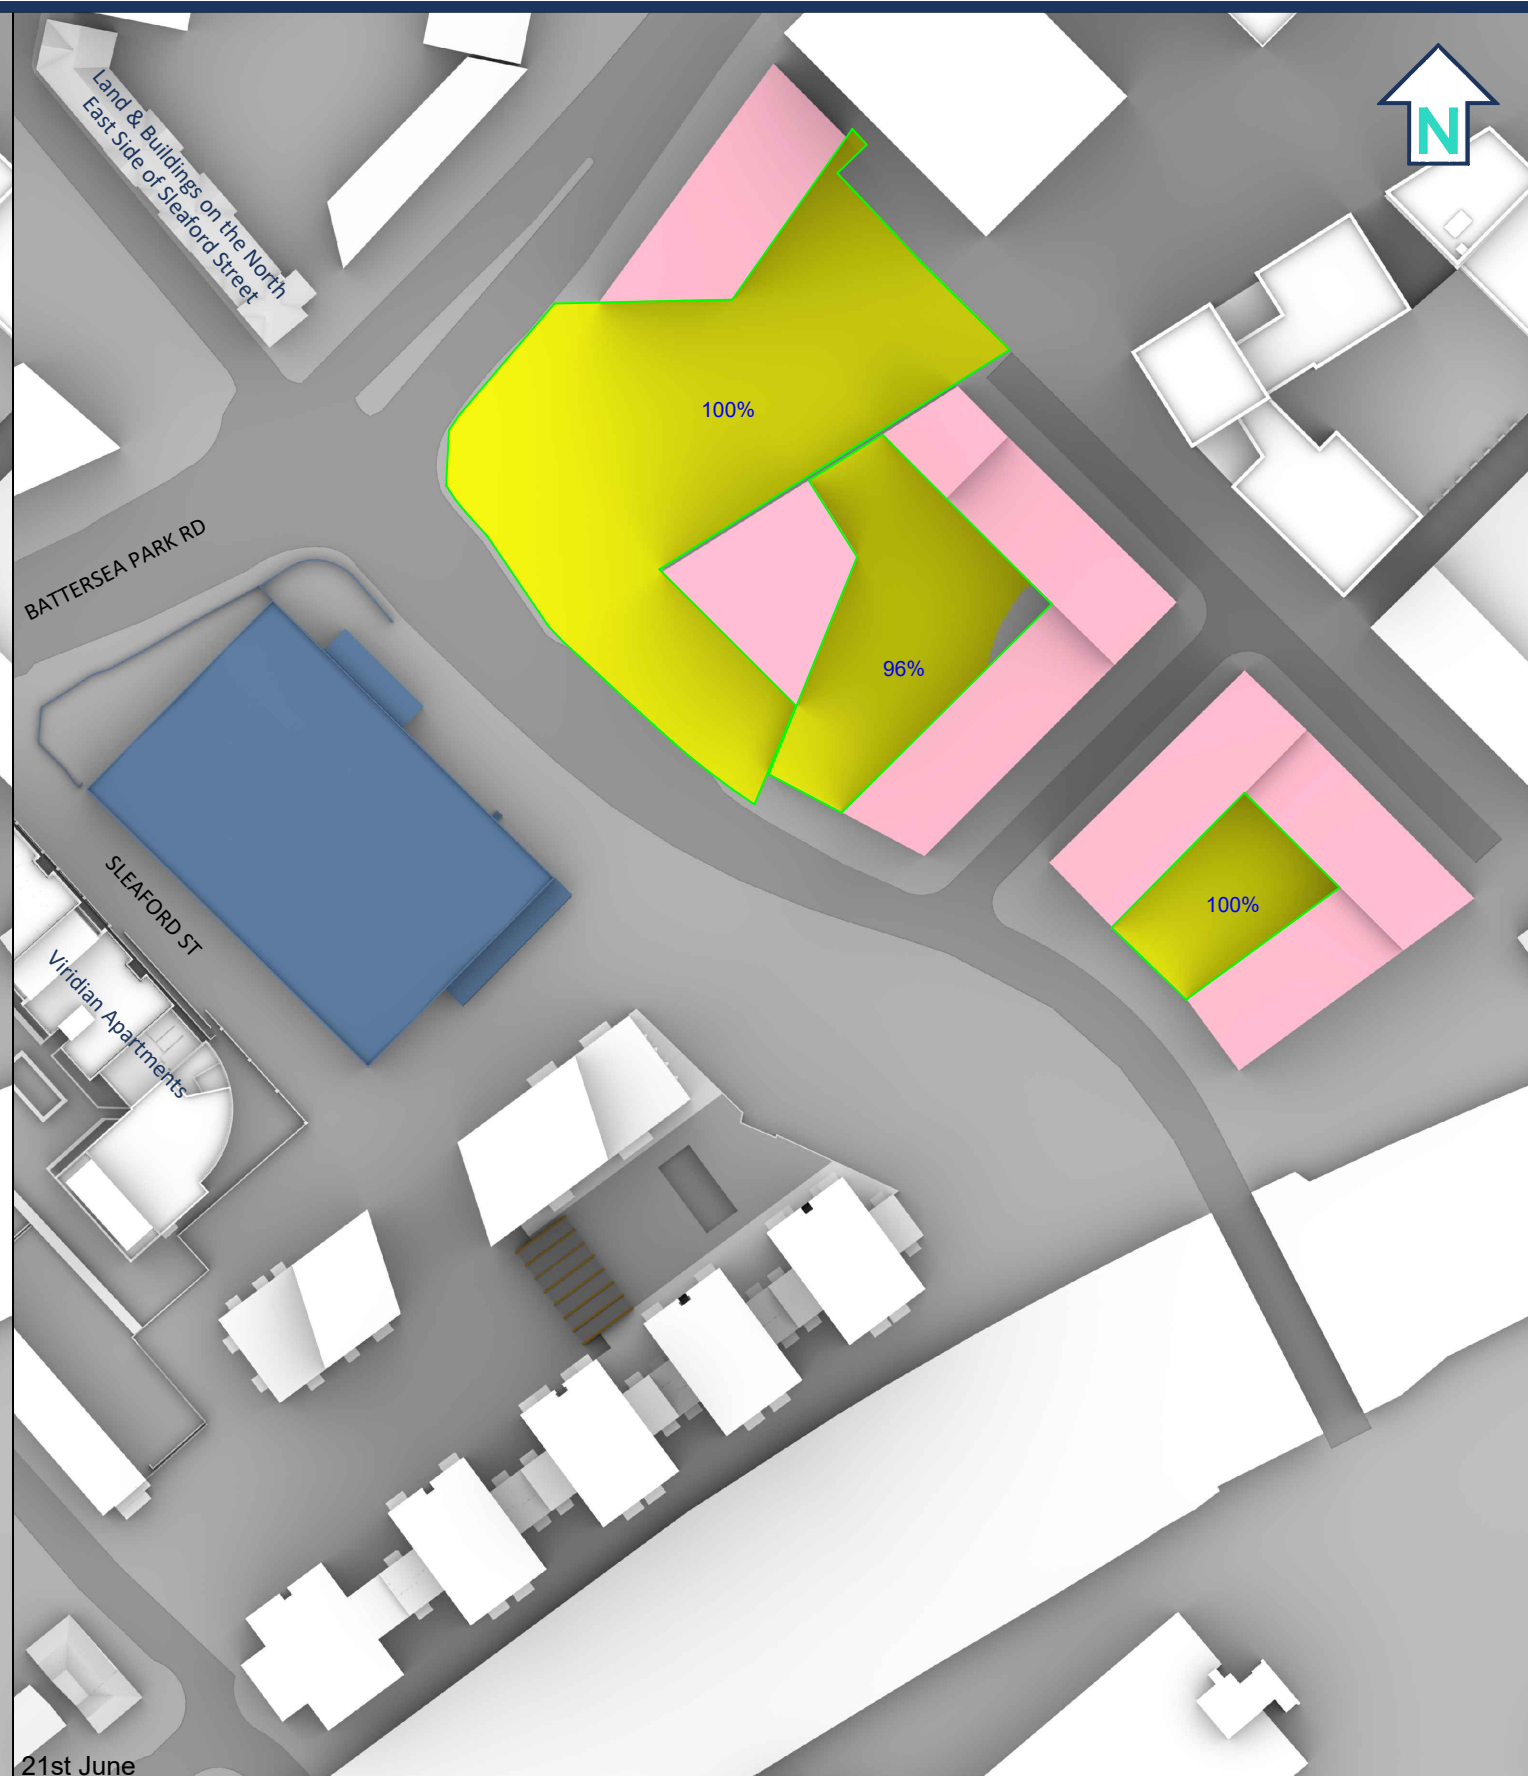 N
Land & Buildings on the North
East Side of Sleaford Street
100%
BATTERSEA PARK RD
96%
SLEAFORD ST
100%
Viridian Apartments
21st June